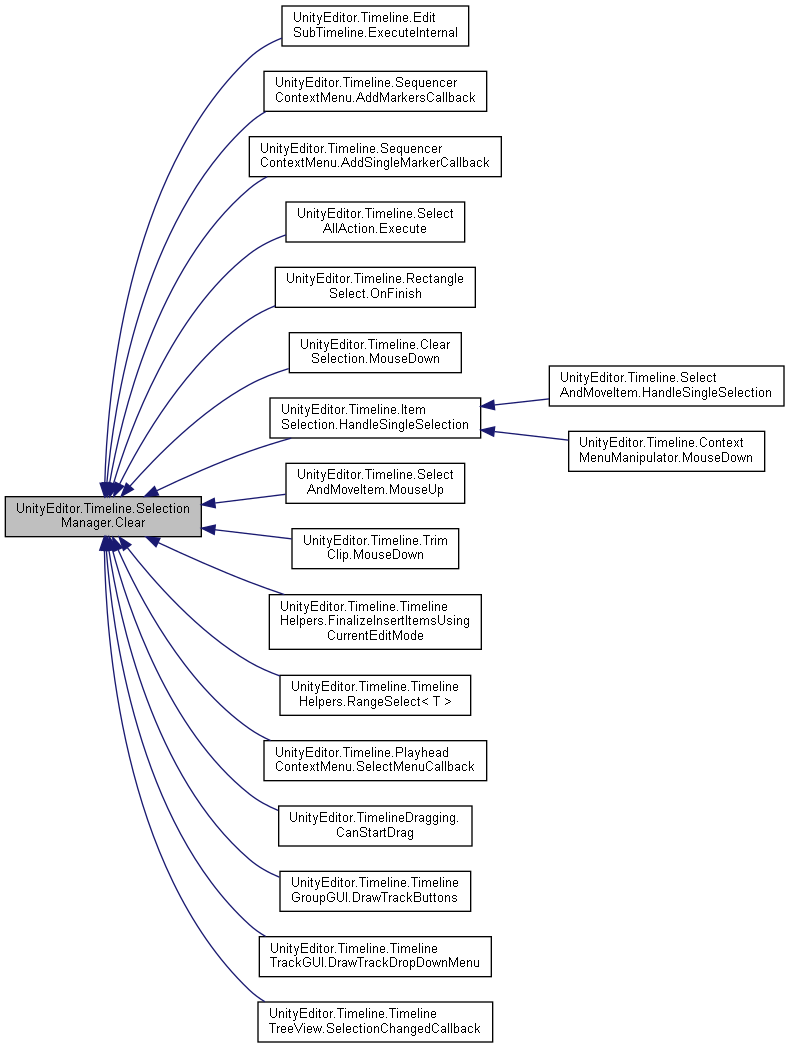 UnityEditor.Timeline.Edit
SubTimeline.ExecuteInternal
UnityEditor.Timeline.Sequencer
ContextMenu.AddMarkersCallback
UnityEditor.Timeline.Sequencer
ContextMenu.AddSingleMarkerCallback
UnityEditor.Timeline.Select
AllAction.Execute
UnityEditor.Timeline.Rectangle
Select.OnFinish
UnityEditor.Timeline.Clear
Selection.MouseDown
UnityEditor.Timeline.Item
Selection.HandleSingleSelection
UnityEditor.Timeline.Select
AndMoveItem.HandleSingleSelection
UnityEditor.Timeline.Context
MenuManipulator.MouseDown
UnityEditor.Timeline.Select
AndMoveItem.MouseUp
UnityEditor.Timeline.Selection
Manager.Clear
UnityEditor.Timeline.Trim
Clip.MouseDown
UnityEditor.Timeline.Timeline
Helpers.FinalizeInsertItemsUsing
CurrentEditMode
UnityEditor.Timeline.Timeline
Helpers.RangeSelect< T >
UnityEditor.Timeline.Playhead
ContextMenu.SelectMenuCallback
UnityEditor.TimelineDragging.
CanStartDrag
UnityEditor.Timeline.Timeline
GroupGUI.DrawTrackButtons
UnityEditor.Timeline.Timeline
TrackGUI.DrawTrackDropDownMenu
UnityEditor.Timeline.Timeline
TreeView.SelectionChangedCallback